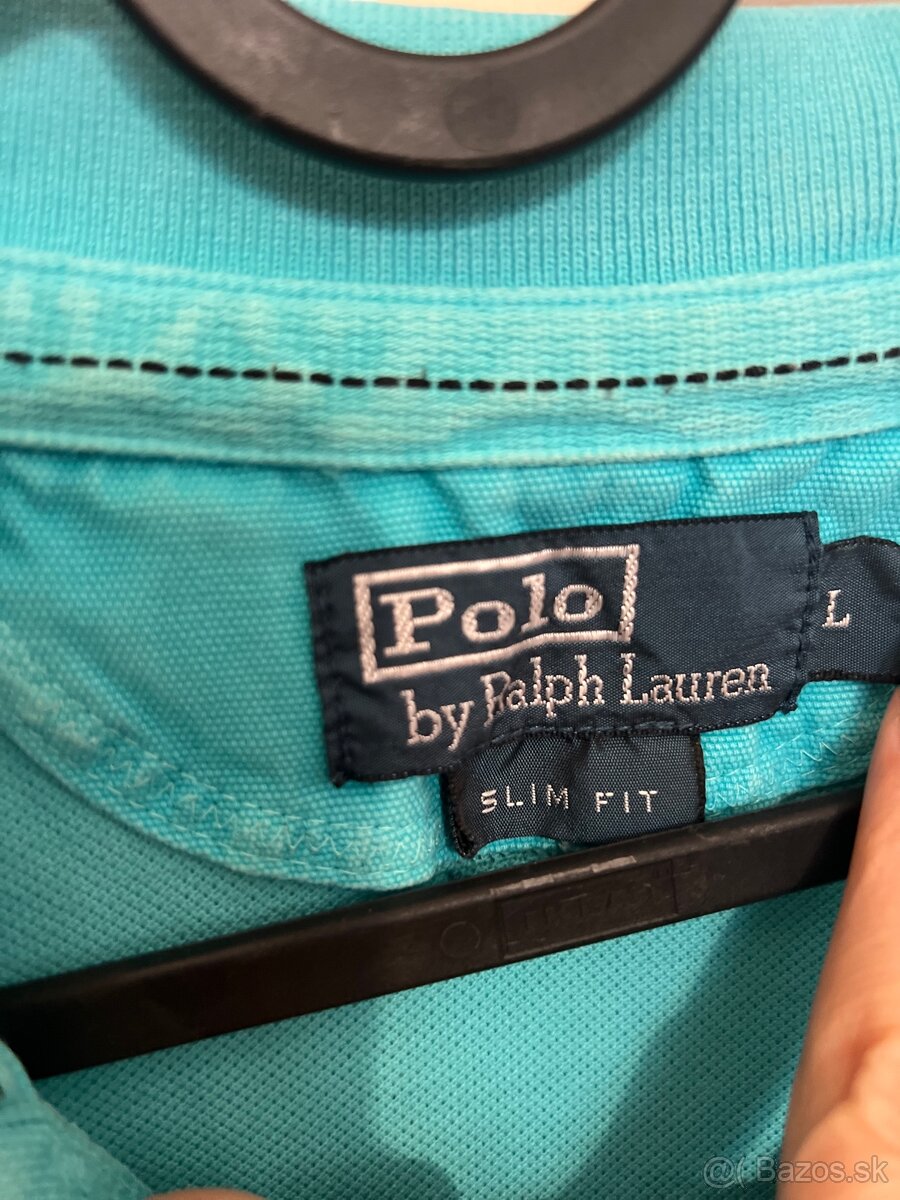 Polo
by Ralph Lauren
L
SLIM FIT
@( Bazos.sk